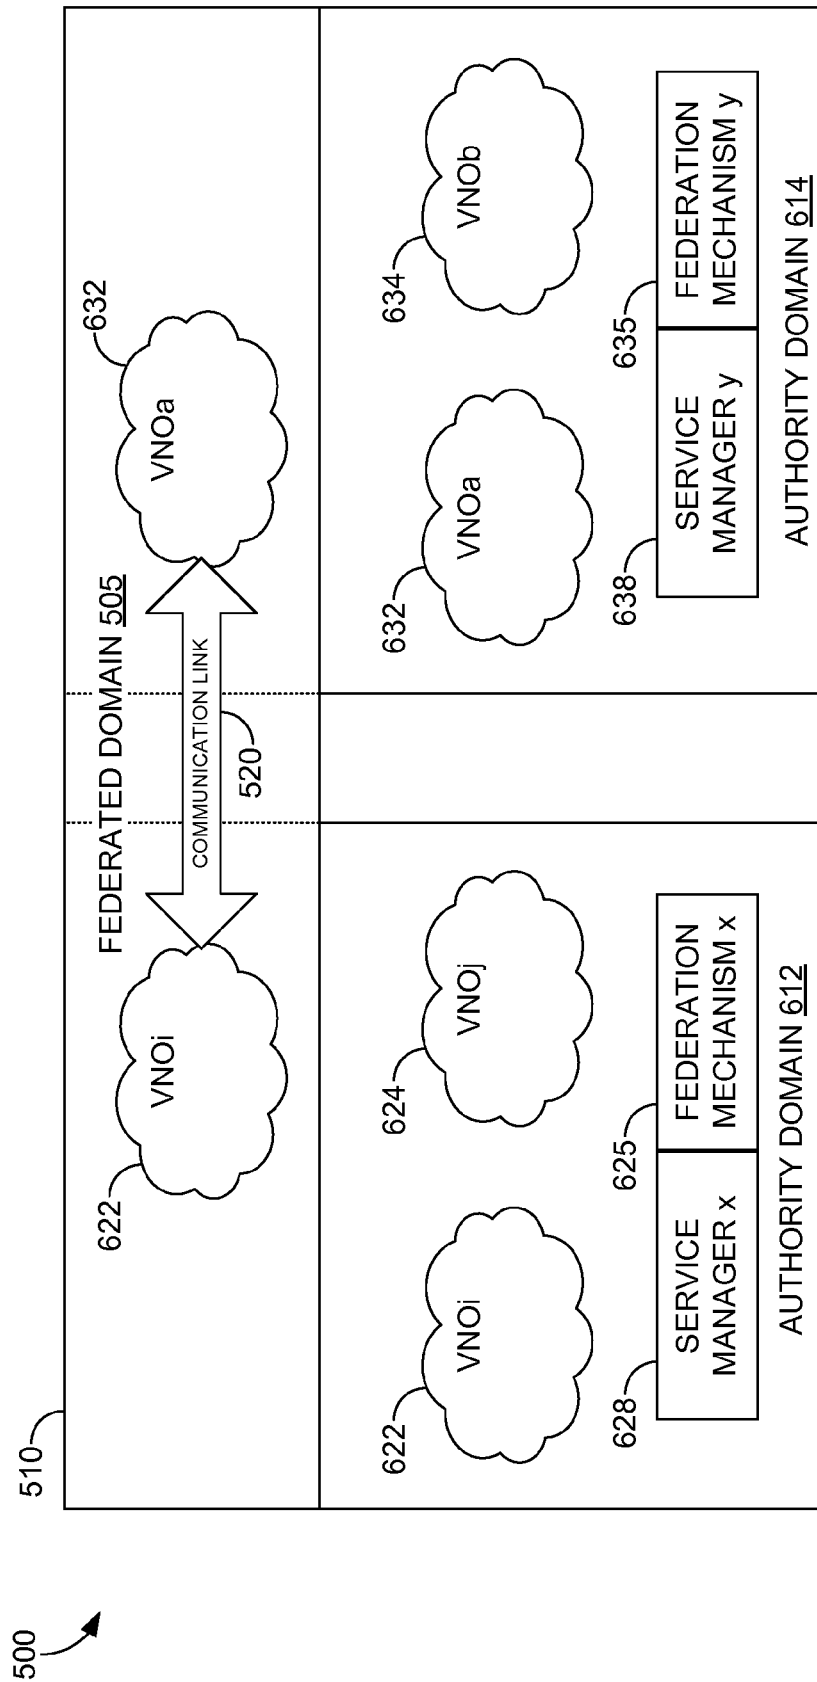 500
510
FEDERATED DOMAIN 505
622
VNOi
COMMUNICATION LINK
520
VNOa
632
622
VNOi
624
VNOj
632
VNOa
634
VNOb
628
SERVICE
MANAGER x
625
FEDERATION
MECHANISM x
AUTHORITY DOMAIN 612
638
SERVICE
MANAGER y
635
FEDERATION
MECHANISM y
AUTHORITY DOMAIN 614